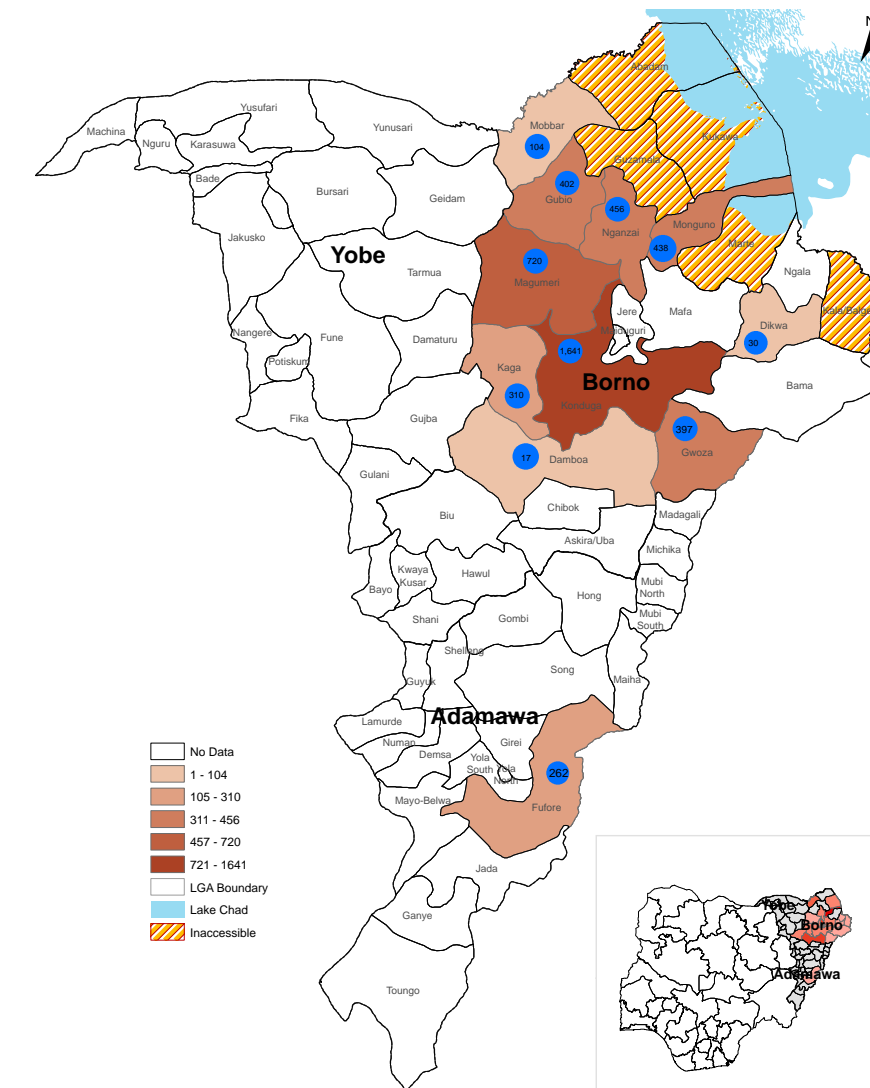 N
Abadam
Yusufari
Mobbar
Machina
Yunusari
Kukawa
Nguru
Karasuwa
104
Guzamala
Bade
402
Bursari
Geidam
Gubio
456
Monguno
Nganzai
Jakusko
438
Marte
Yobe
720
Ngala
Tarmua
Magumeri
Jere
Mafa
Kala/Balge
Nangere
Fune
Damaturu
Maiduguri
Dikwa
30
Potiskum
1,641
Kaga
Borno
Bama
310
Konduga
Fika
Gujba
397
Gwoza
17
Damboa
Gulani
Chibok
Biu
Madagali
Askira/Uba
Michika
Kwaya
Kusar
Hawul
Bayo
Mubi
North
Hong
Shani
Gombi
Mubi
South
Shelleng
Song
Guyuk
Maiha
Lamurde
Adamawa
Numan
Girei
Demsa
Yola
South
Yola
North
262
Mayo-Belwa
Fufore
Jada
Ganye
Toungo
No Data
1 - 104
105 - 310
311 - 456
457 - 720
721 - 1641
LGA Boundary
Lake Chad
Inaccessible
Yobe
Borno
Adamawa